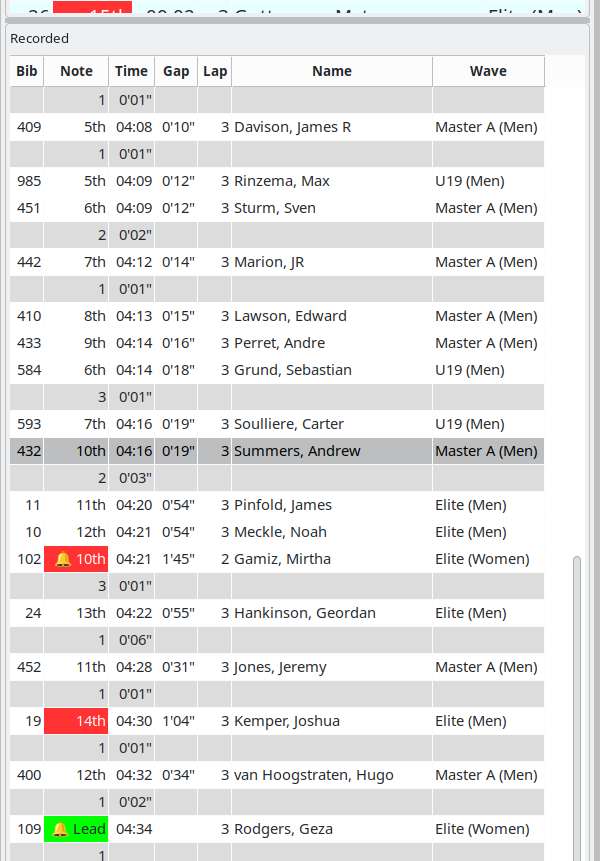 Recorded
Bib Note Time Gap Lap Name Wave
1 0'01"
409 5th 04:08 0'10" 3 Davison, James R Master A (Men)
1 0'01"
985 5th 04:09 0'12" 3 Rinzema, Max U19 (Men)
451 6th 04:09 0'12" 3 Sturm, Sven Master A (Men)
2 0'02"
442 7th 04:12 0'14" 3 Marion, JR Master A (Men)
1 0'01"
410 8th 04:13 0'15" 3 Lawson, Edward Master A (Men)
433 9th 04:14 0'16" 3 Perret, Andre Master A (Men)
584 6th 04:14 0'18" 3 Grund, Sebastian U19 (Men)
3 0'01"
593 7th 04:16 0'19" 3 Soulliere, Carter U19 (Men)
432 10th 04:16 0'19" 3 Summers, Andrew Master A (Men)
2 0'03"
11 11th 04:20 0'54" 3 Pinfold, James Elite (Men)
10 12th 04:21 0'54" 3 Meckle, Noah Elite (Men)
102 🔔 10th 04:21 1'45" 2 Gamiz, Mirtha Elite (Women)
3 0'01"
24 13th 04:22 0'55" 3 Hankinson, Geordan Elite (Men)
1 0'06"
452 11th 04:28 0'31" 3 Jones, Jeremy Master A (Men)
1 0'01"
19 14th 04:30 1'04" 3 Kemper, Joshua Elite (Men)
1 0'01"
400 12th 04:32 0'34" 3 van Hoogstraten, Hugo Master A (Men)
1 0'02"
109 🔔 Lead 04:34 3 Rodgers, Geza Elite (Women)
1